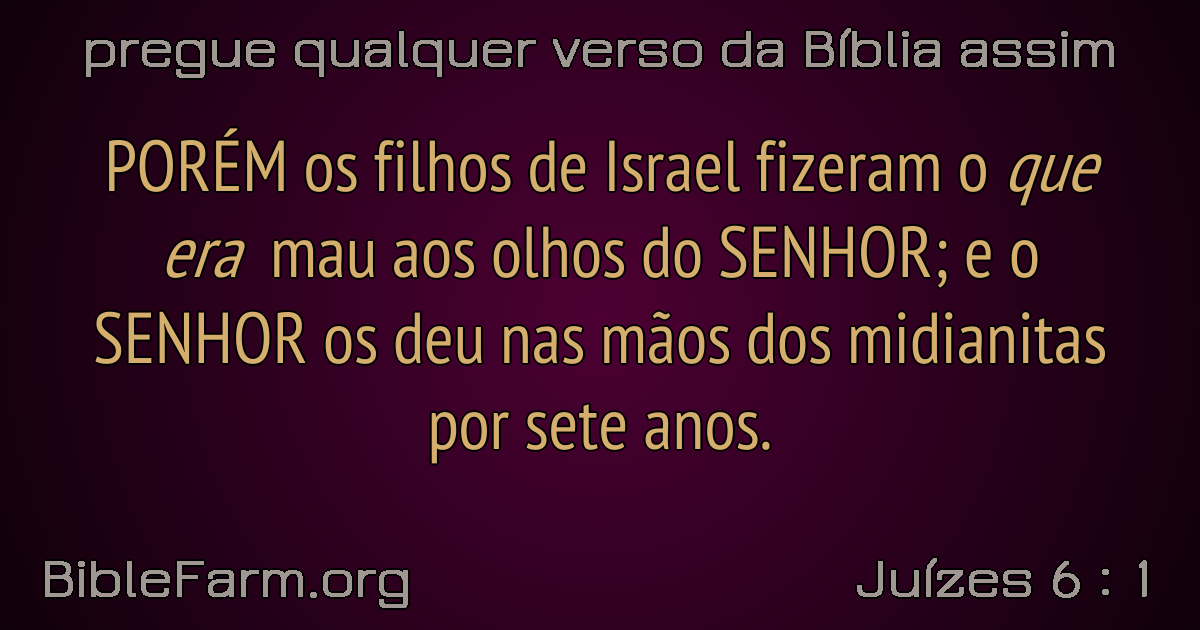 pregue qualquer verso da Bíblia assim
PORÉM os filhos de Israel fizeram o que
era mau aos olhos do SENHOR; e o
SENHOR os deu nas mãos dos midianitas
por sete anos.
BibleFarm.org
Juízes 6 : 1